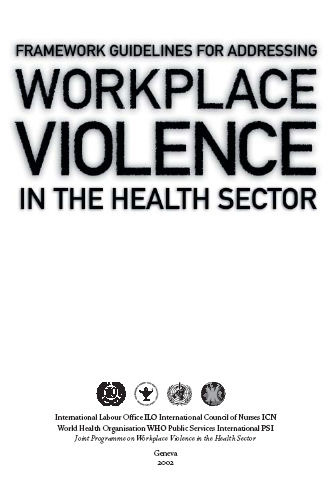 FRAMEWORK GUIDELINES FOR ADDRESSING
WORKPLACE
VIOLENCE
IN THE HEALTH SECTOR
International Labour Office ILO International Council of Nurses ICN
World Health Organisation WHO Public Services International PSI
Joint Programme on Workplace Violence in the Health Sector
Geneva
2002